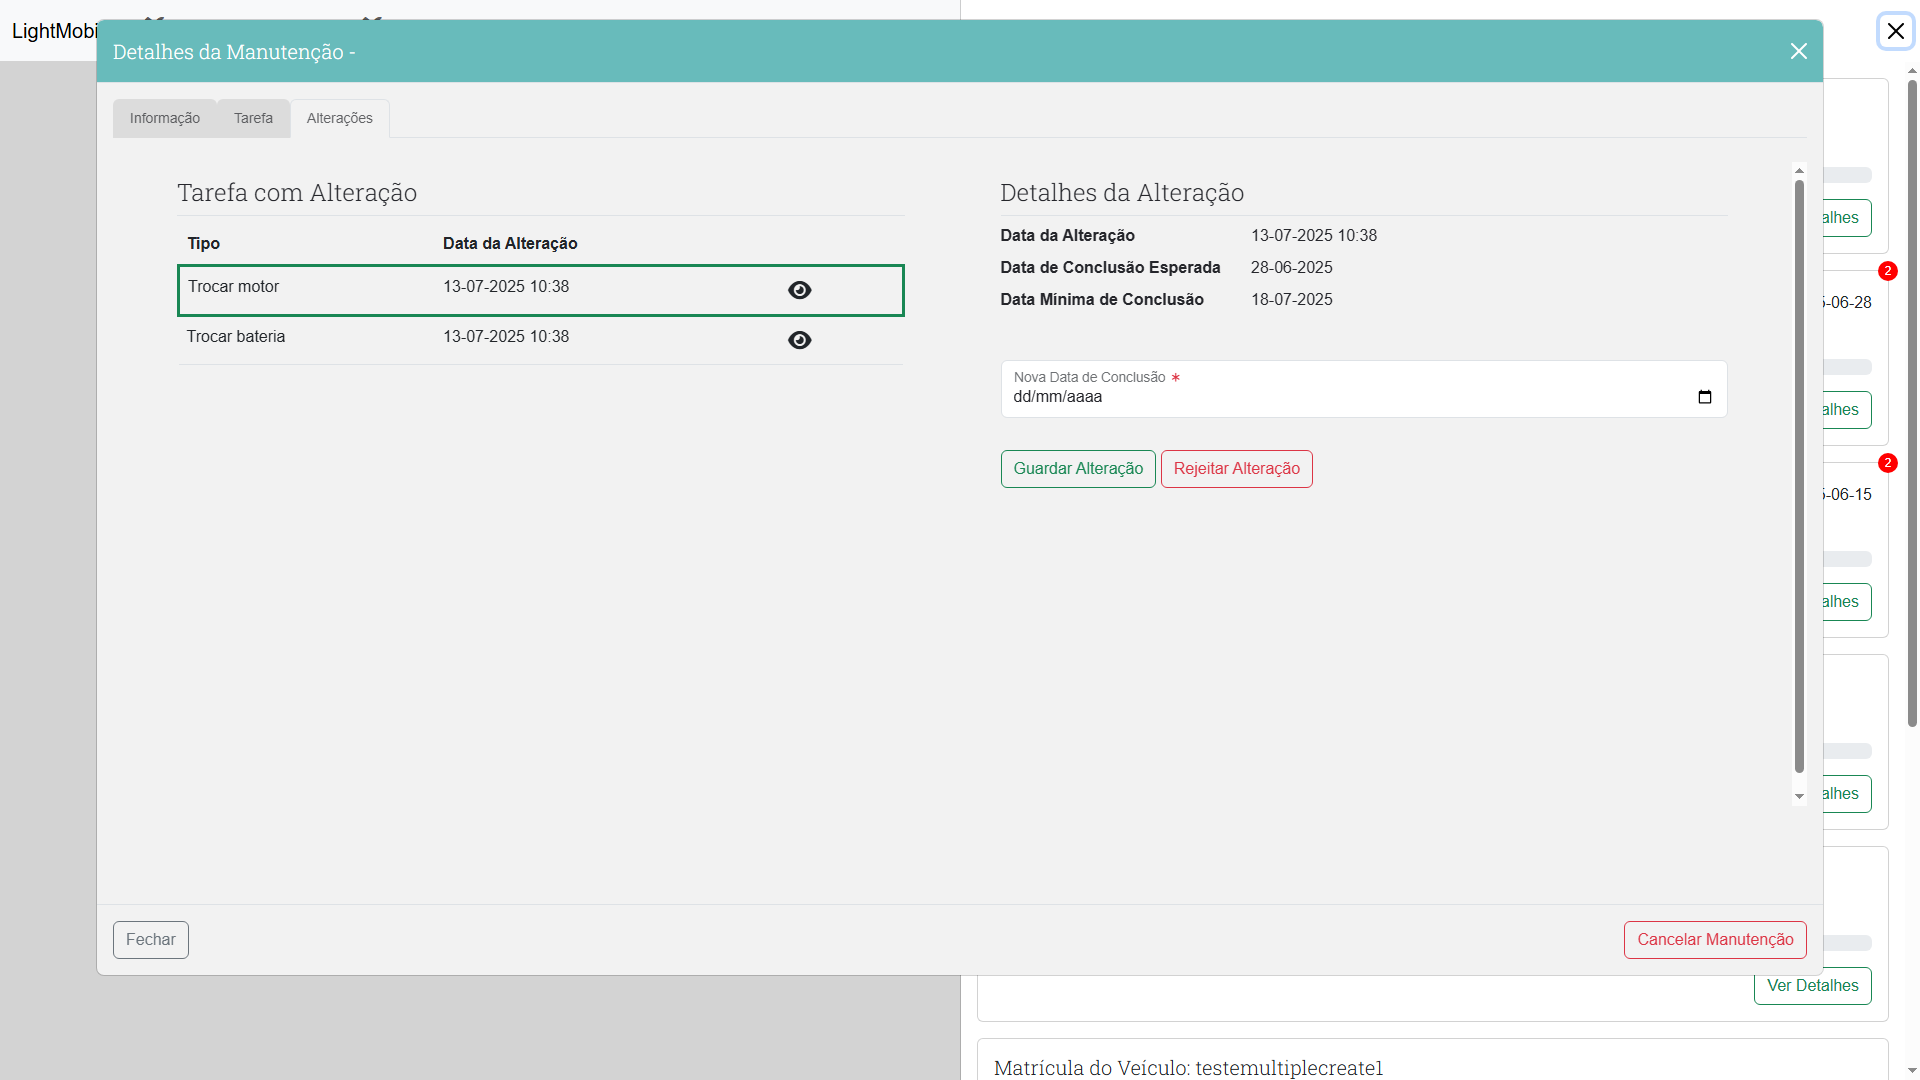 LightMobi
Detalhes da Manutenção -
Informação
Tarefa
Alterações
Tarefa com Alteração
Tipo Data da Alteração
Trocar motor 13-07-2025 10:38
Trocar bateria 13-07-2025 10:38
Detalhes da Alteração
Data da Alteração 13-07-2025 10:38
Data de Conclusão Esperada 28-06-2025
Data Mínima de Conclusão 18-07-2025
Nova Data de Conclusão *
dd/mm/aaaa
Guardar Alteração Rejeitar Alteração
Fechar
Cancelar Manutenção
alhes
2
-06-28
alhes
2
-06-15
alhes
alhes
Ver Detalhes
Matrícula do Veículo: testemultiplecreate1